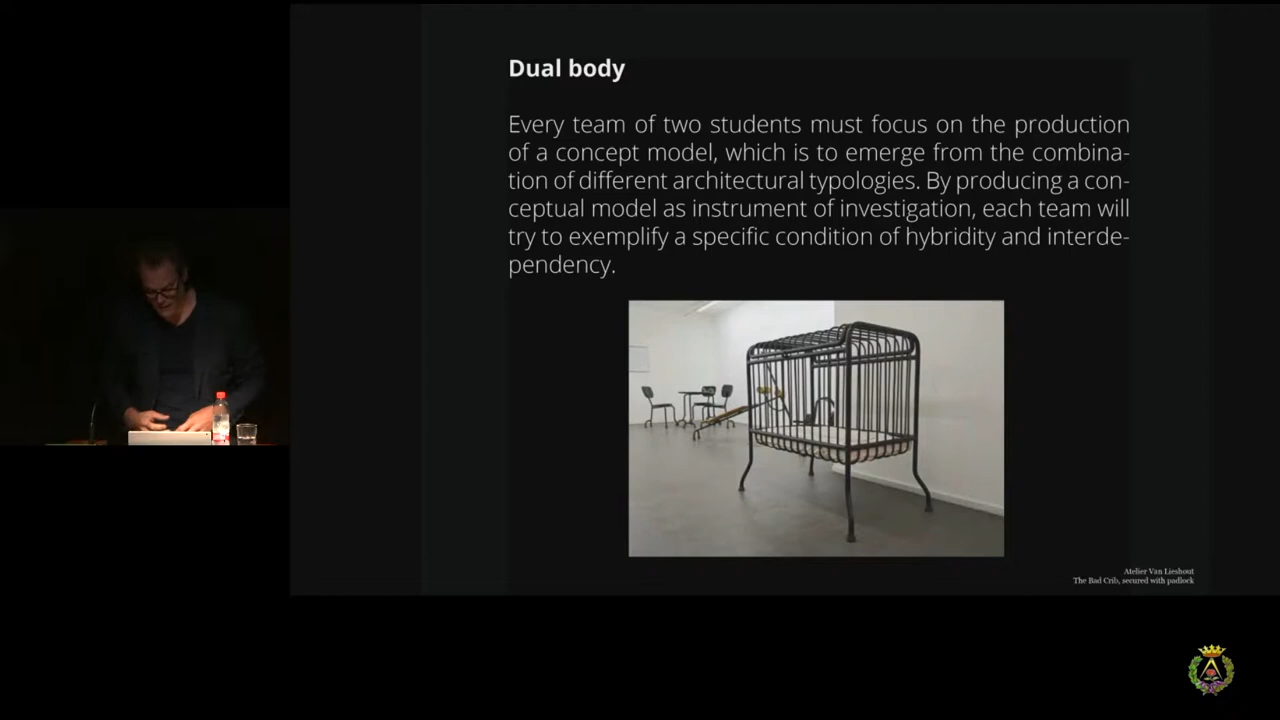 Dual body
Every team of two students must focus on the production
of a concept model, which is to emerge from the combina-
tion of different architectural typologies. By producing a con-
ceptual model as instrument of investigation, each team will
try to exemplify a specific condition of hybridity and interde-
pendency.
Atelier Van Lieshout
The Bad Crib, secured with padlock